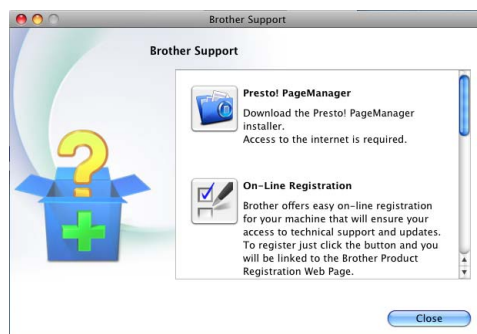 Brother Support
Brother Support
Presto! PageManager
Download the Presto! PageManager
installer.
Access to the internet is required.
On-Line Registration
Brother offers easy on-line registration
for your machine that will ensure your
access to technical support and updates.
To register just click the button and you
will be linked to the Brother Product
Registration Web Page.
Close